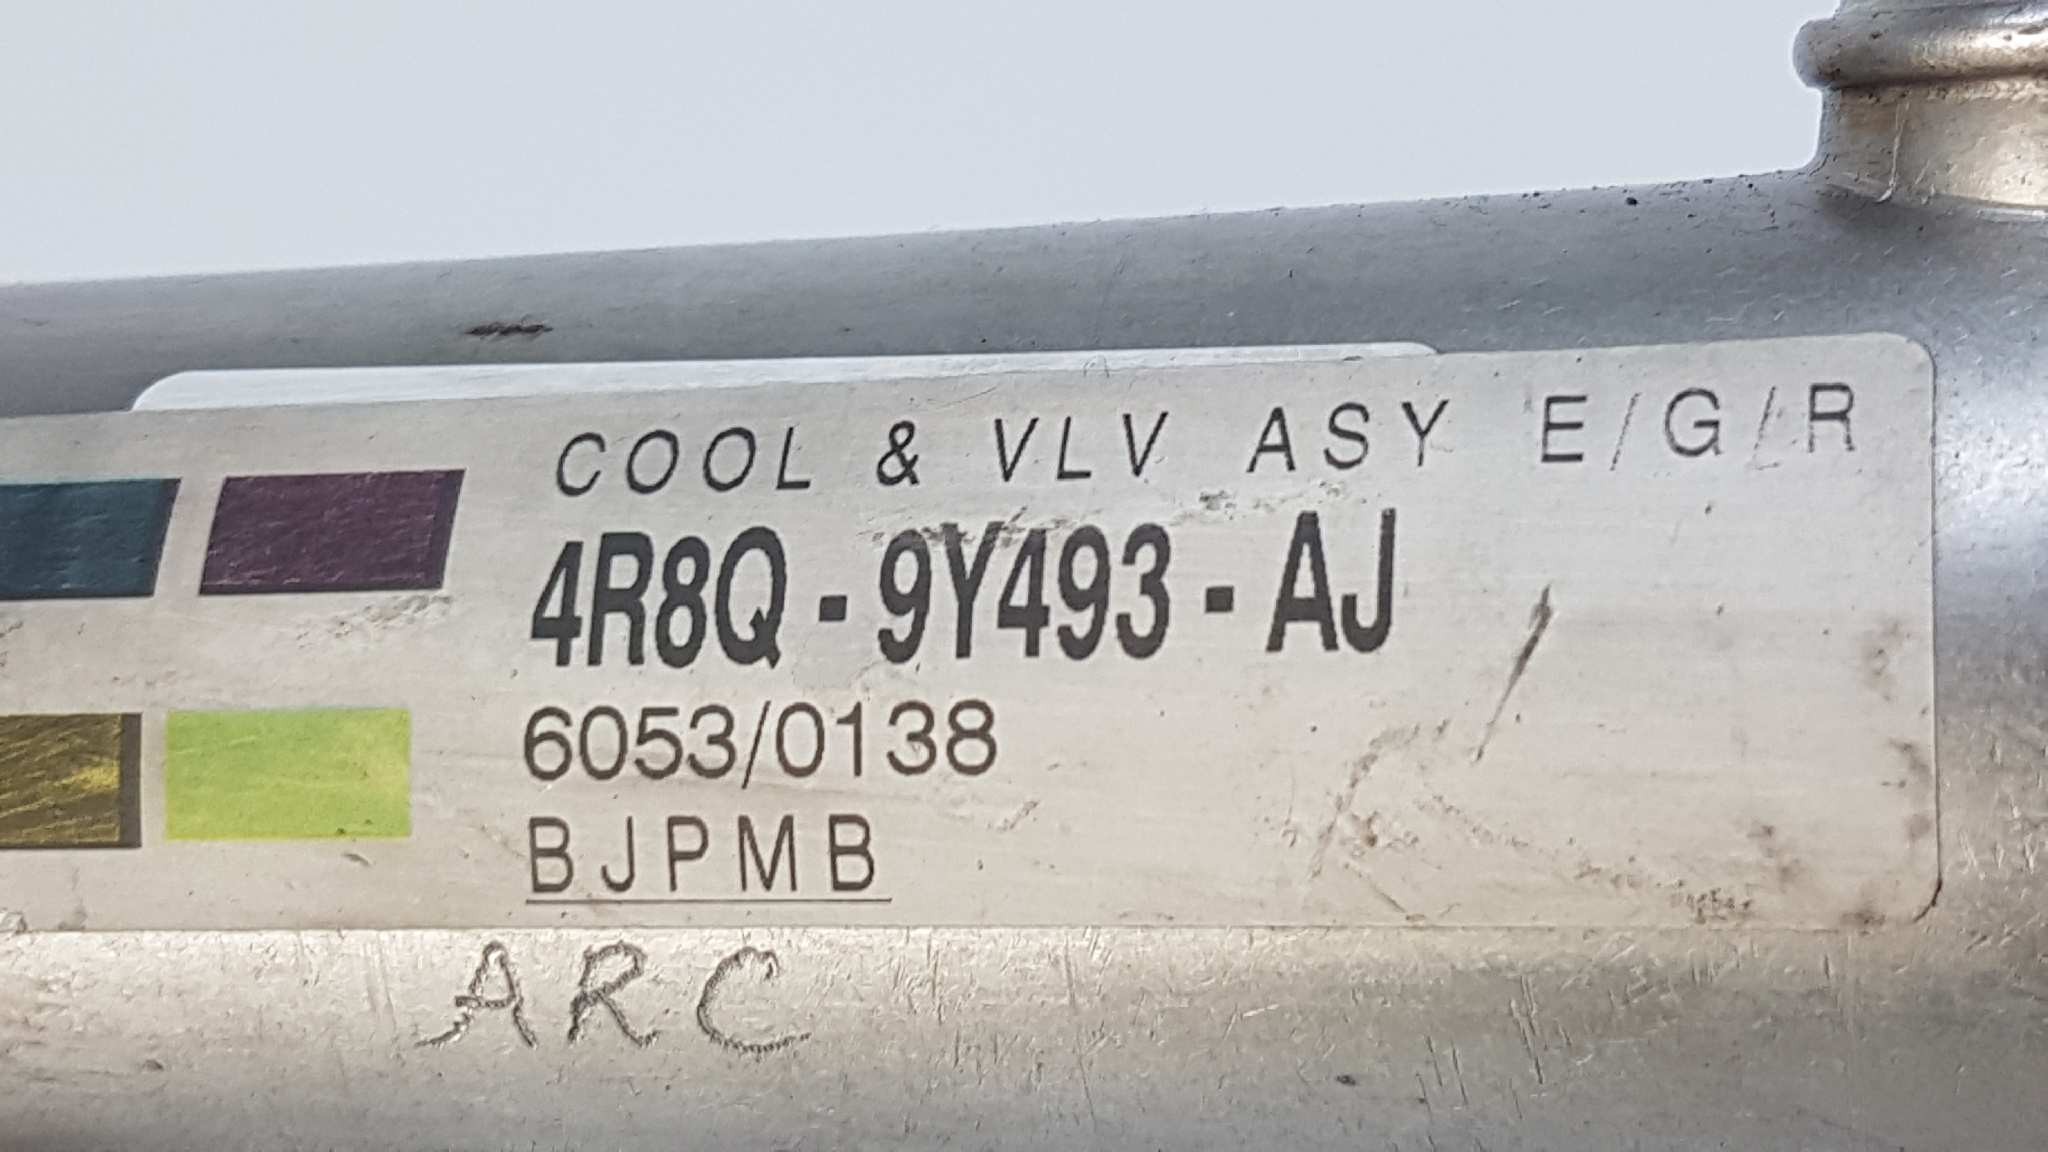 COOL & VLV ASY E/G/R
4R8Q-9Y493-AJ
6053/0138
BJPMB
ARC